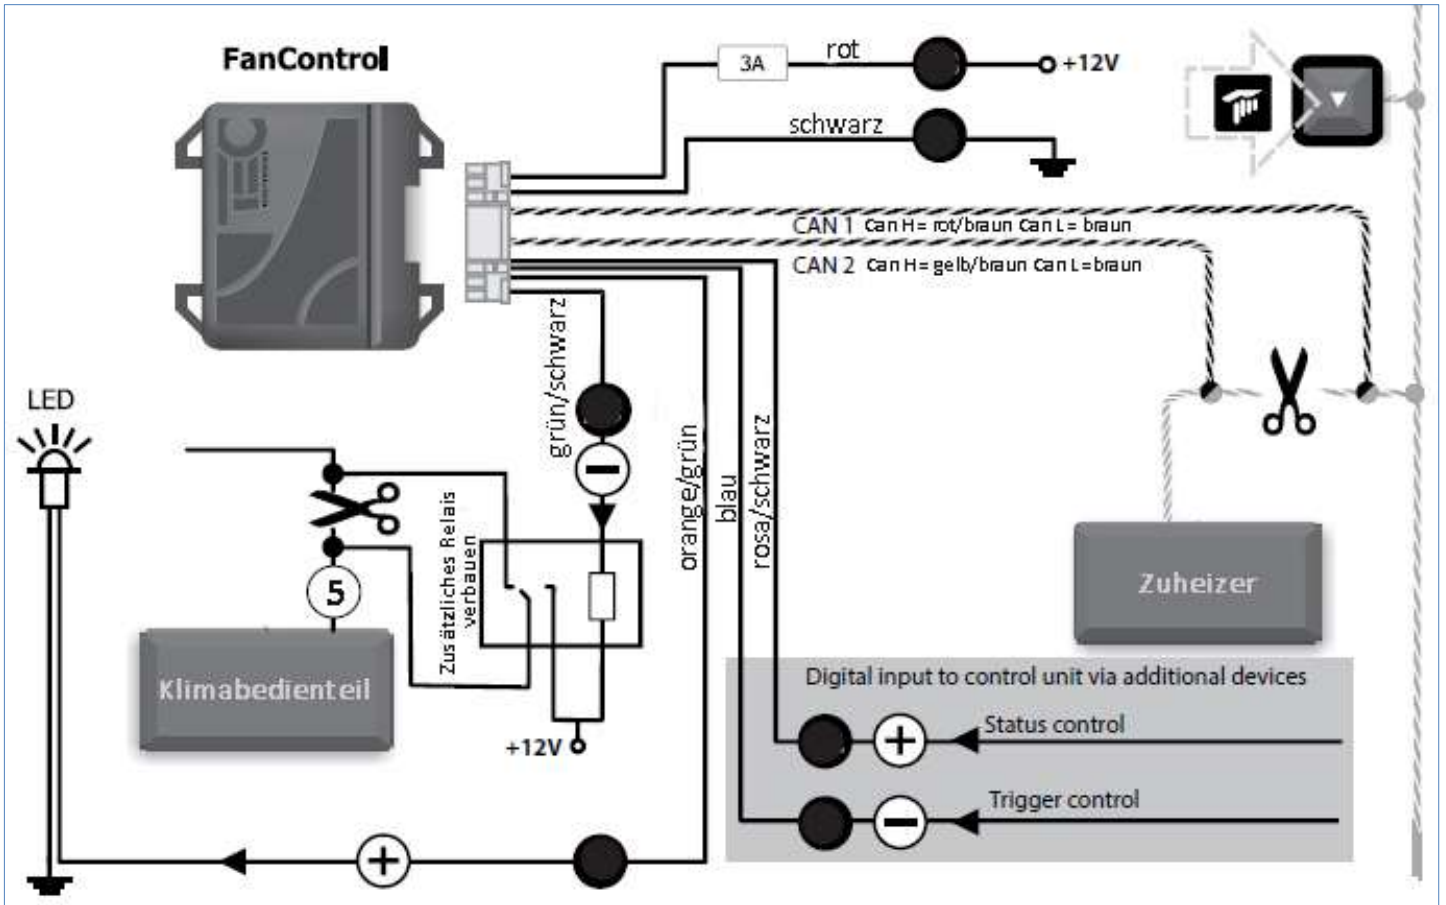 FanControl
3A
rot
+12V
schwarz
CAN 1 Can H= rot/braun Can L= braun
CAN 2 Can H= gelb/braun Can L=braun
grün/schwarz
LED
orange/grün
blau
rosa/schwarz
Zusätzliches Relais
verbauen
5
Zuheizer
Klimabedienteil
+12V
Digital input to control unit via additional devices
Status control
Trigger control